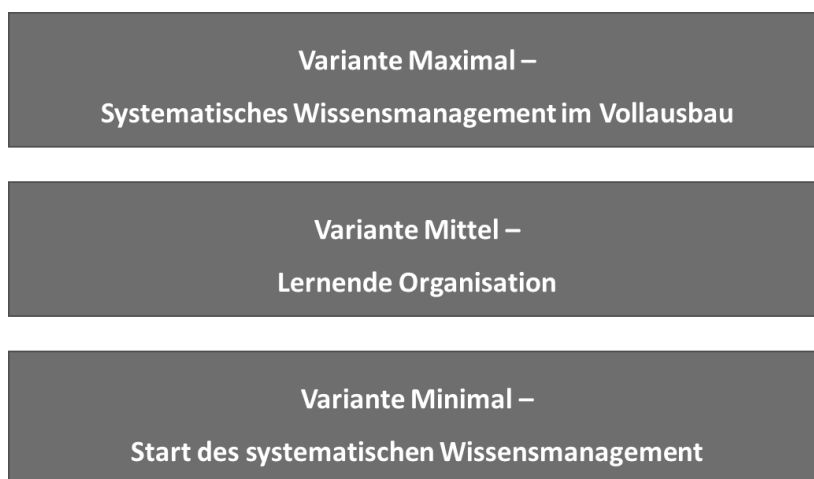 Variante Maximal –
Systematisches Wissensmanagement im Vollausbau
Variante Mittel –
Lernende Organisation
Variante Minimal –
Start des systematischen Wissensmanagement